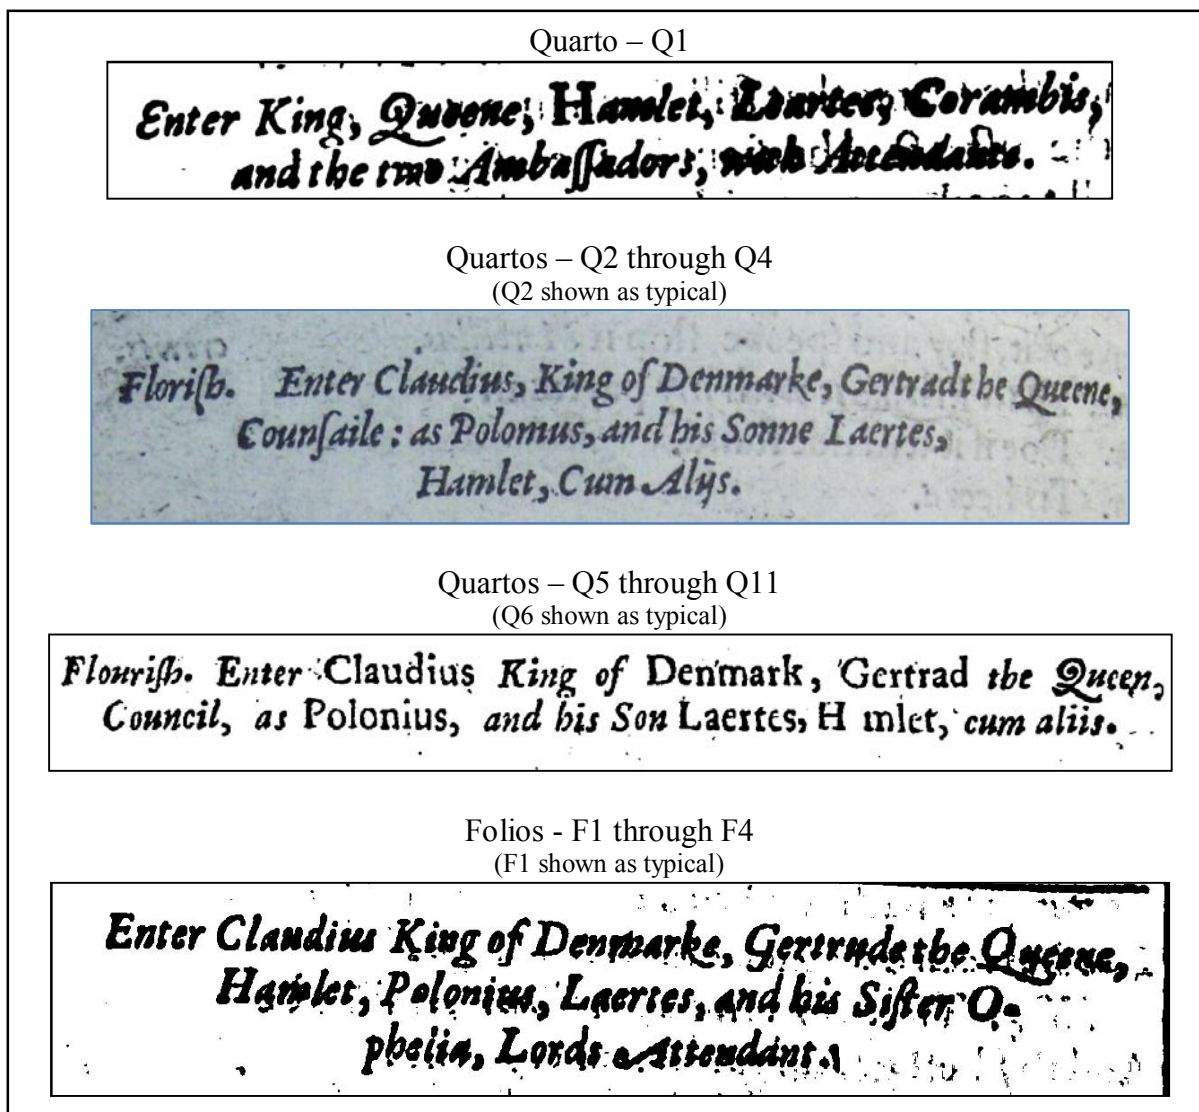 Quarto – Q1
Enter King, Queene, Hamlet, Leartes, Corambis,
and the two Ambaſſadors, with Attendants.
Quartos – Q2 through Q4
(Q2 shown as typical)
Floriſh. Enter Claudius, King of Denmarke, Gertradt he Queene,
Counſaile: as Polonius, and his Sonne Laertes,
Hamlet, Cum Alijs.
Quartos – Q5 through Q11
(Q6 shown as typical)
Flouriſh. Enter Claudius King of Denmark, Gertrad the Queen,
Council, as Polonius, and his Son Laertes, H mlet, cum aliis.
Folios - F1 through F4
(F1 shown as typical)
Enter Claudius King of Denmarke, Gertrude the Queene,
Hamlet, Polonius, Laertes, and his Siſter O-
phelia, Lords Attendant.